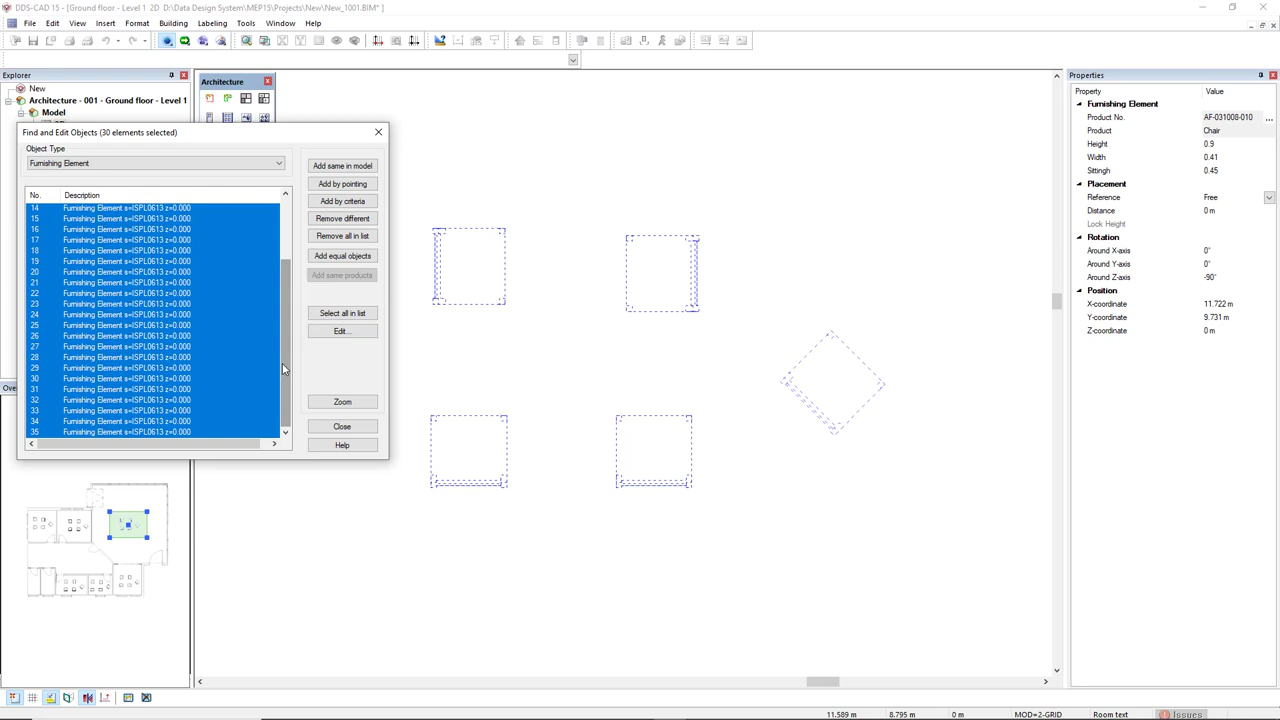 DDS-CAD 15 - [Ground floor - Level 1  2D  D:\Data Design System\MEP15\Projects\New\New_1001.BIM* ]
File Edit View Insert Format Building Labeling Tools Window Help
Explorer
New
Architecture - 001 - Ground floor - Level 1
Model
Architecture
Find and Edit Objects (30 elements selected)
Object Type
Furnishing Element
No. Description
14 Furnishing Element s=ISPL0613 z=0.000
15 Furnishing Element s=ISPL0613 z=0.000
16 Furnishing Element s=ISPL0613 z=0.000
17 Furnishing Element s=ISPL0613 z=0.000
18 Furnishing Element s=ISPL0613 z=0.000
19 Furnishing Element s=ISPL0613 z=0.000
20 Furnishing Element s=ISPL0613 z=0.000
21 Furnishing Element s=ISPL0613 z=0.000
22 Furnishing Element s=ISPL0613 z=0.000
23 Furnishing Element s=ISPL0613 z=0.000
24 Furnishing Element s=ISPL0613 z=0.000
25 Furnishing Element s=ISPL0613 z=0.000
26 Furnishing Element s=ISPL0613 z=0.000
27 Furnishing Element s=ISPL0613 z=0.000
28 Furnishing Element s=ISPL0613 z=0.000
29 Furnishing Element s=ISPL0613 z=0.000
30 Furnishing Element s=ISPL0613 z=0.000
31 Furnishing Element s=ISPL0613 z=0.000
32 Furnishing Element s=ISPL0613 z=0.000
33 Furnishing Element s=ISPL0613 z=0.000
34 Furnishing Element s=ISPL0613 z=0.000
35 Furnishing Element s=ISPL0613 z=0.000
Add same in model
Add by pointing
Add by criteria
Remove different
Remove all in list
Add equal objects
Add same products
Select all in list
Edit ...
Zoom
Close
Help
Ove
Properties
Property Value
Furnishing Element
Product No. AF-031008-010 ...
Product Chair
Height 0.9
Width 0.41
Sittingh 0.45
Placement
Reference Free
Distance 0 m
Lock Height
Rotation
Around X-axis 0°
Around Y-axis 0°
Around Z-axis -90°
Position
X-coordinate 11.722 m
Y-coordinate 9.731 m
Z-coordinate 0 m
11.589 m 8.795 m 0 m MOD=2-GRID Room text Issues